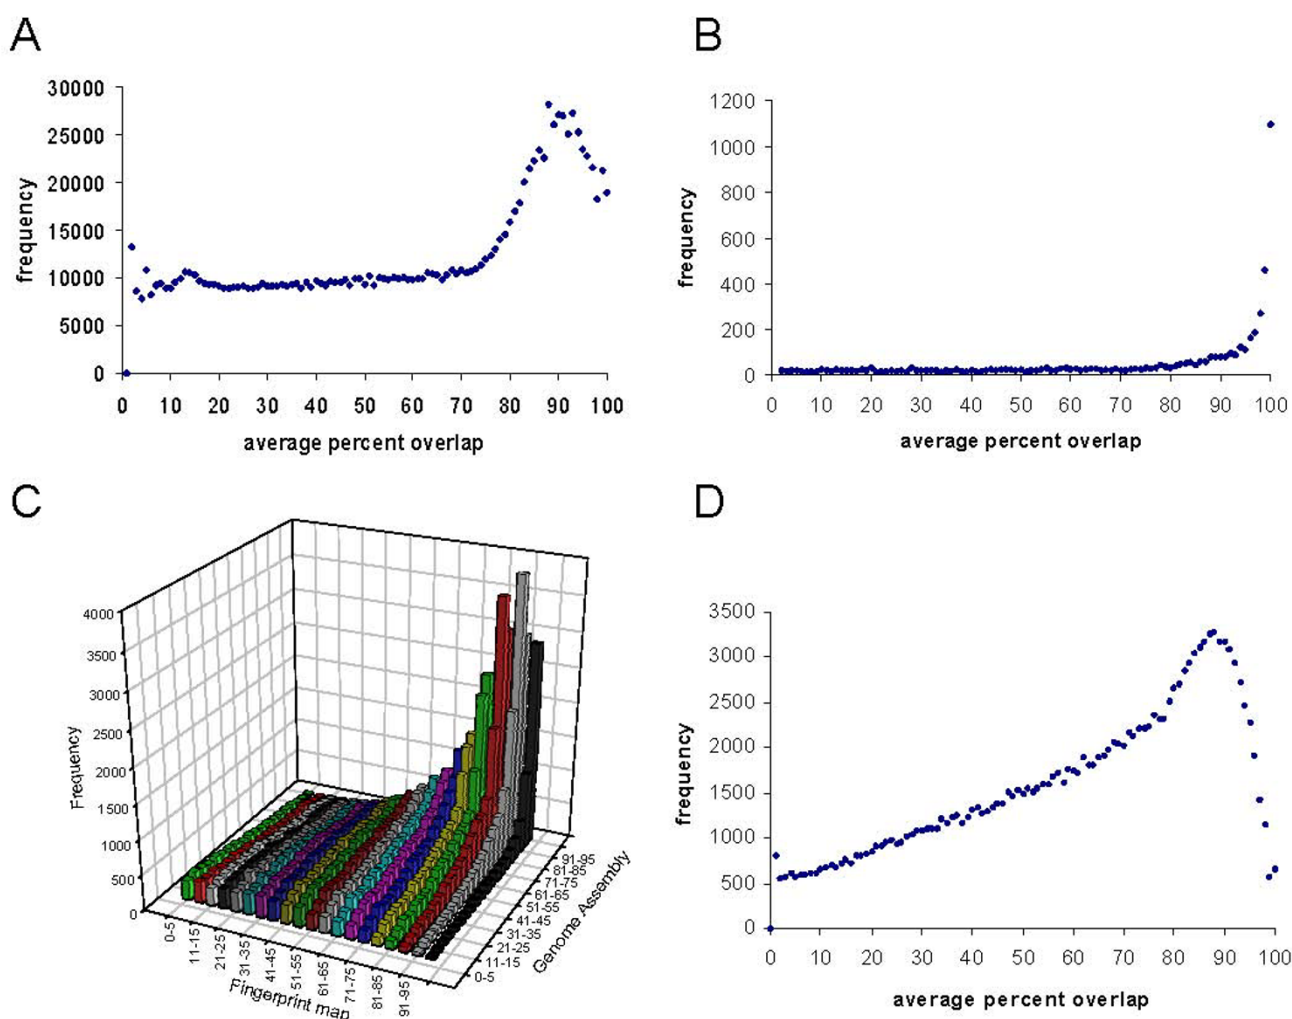 A
30000
25000
20000
15000
10000
5000
0
frequency
0 10 20 30 40 50 60 70 80 90 100
average percent overlap
B
1200
1000
800
600
400
200
0
frequency
0 10 20 30 40 50 60 70 80 90 100
average percent overlap
C
4000
3500
3000
2500
2000
1500
1000
500
0
Frequency
0-5 11-15 21-25 31-35 41-45 51-55 61-65 71-75 81-85 91-95
Fingerprint map
91-95
81-85
71-75
61-65
51-55
41-45
31-35
21-25
11-15
0-5
Genome Assembly
D
3500
3000
2500
2000
1500
1000
500
0
frequency
0 10 20 30 40 50 60 70 80 90 100
average percent overlap